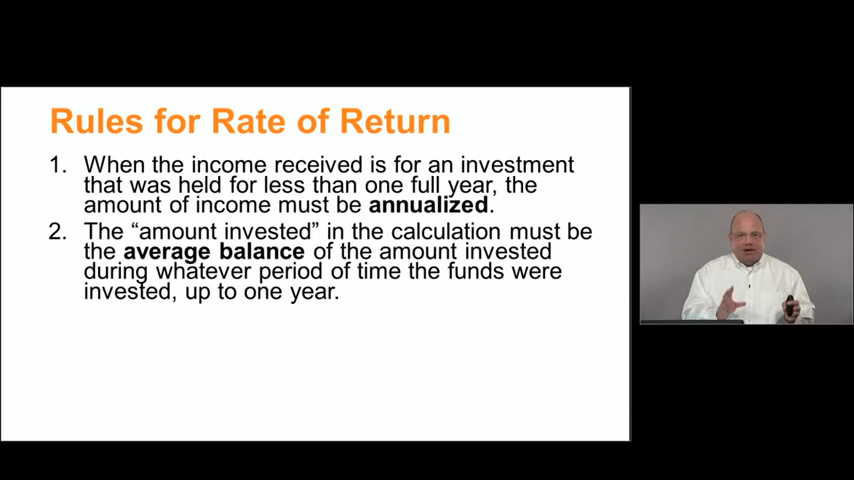 Rules for Rate of Return
1. When the income received is for an investment
that was held for less than one full year, the
amount of income must be annualized.
2. The “amount invested” in the calculation must be
the average balance of the amount invested
during whatever period of time the funds were
invested, up to one year.